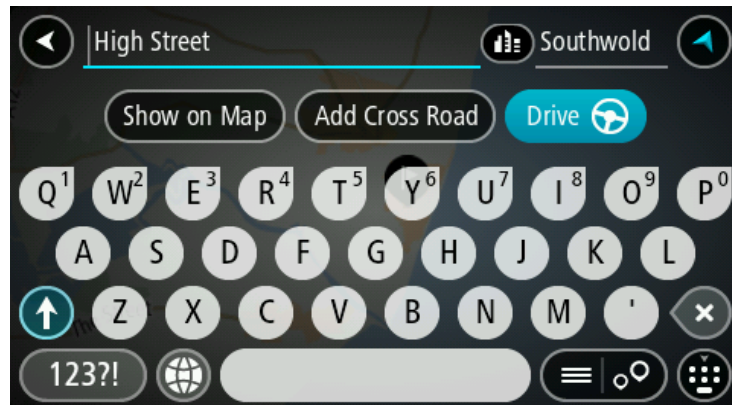 High Street Southwold
Show on Map Add Cross Road Drive
Q1 W2 E3 R4 T5 Y6 U7 I8 O9 P0
A S D F G H J K L
Z X C V B N M '
123?!